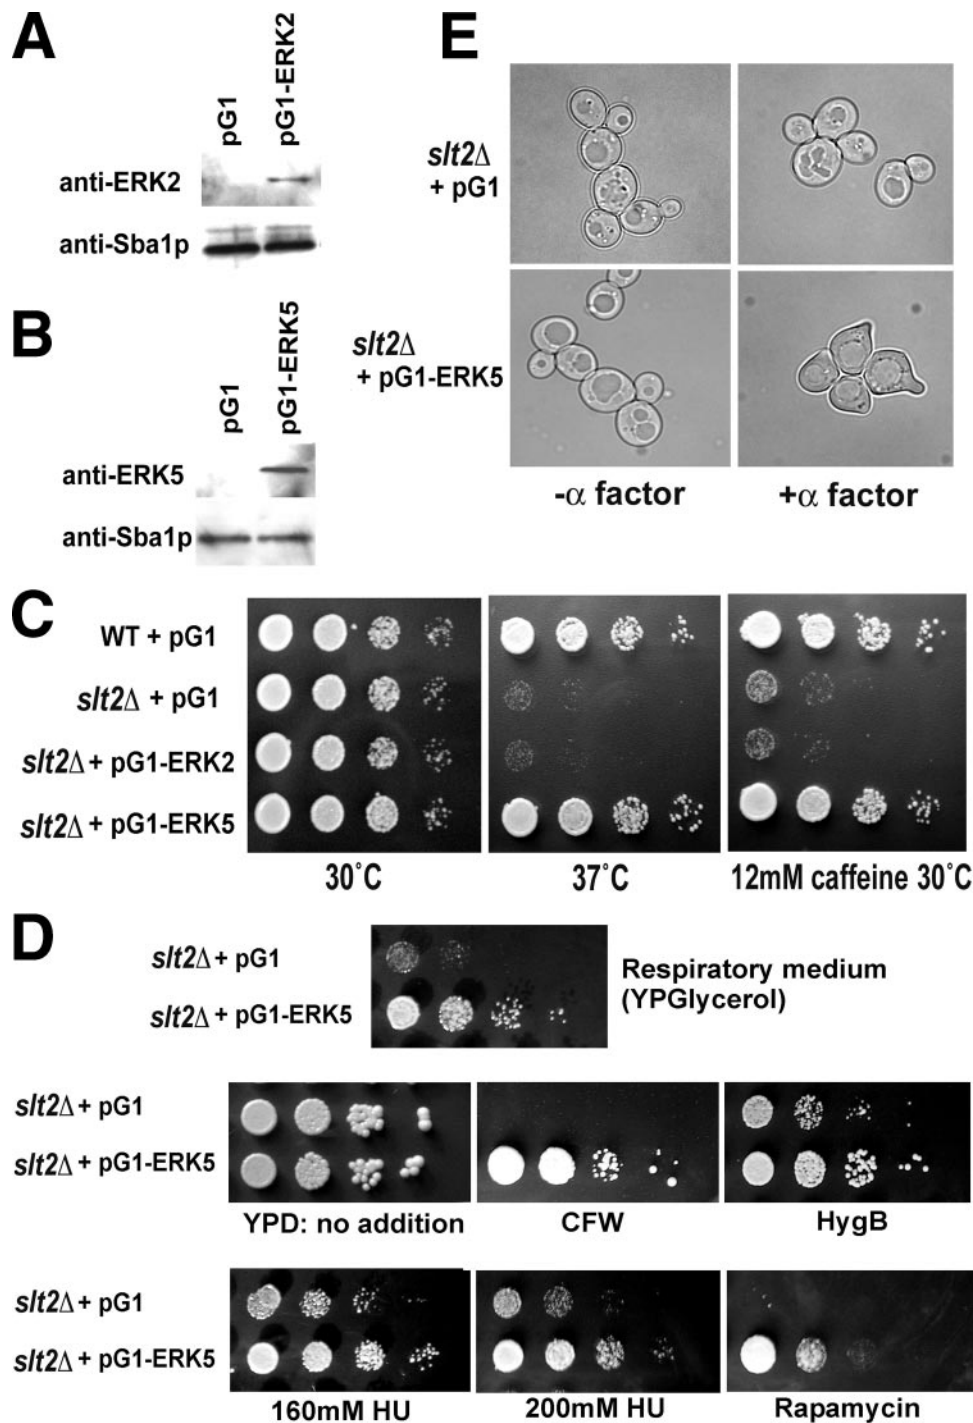 A
pG1
pG1-ERK2
anti-ERK2
anti-Sba1p
B
pG1
pG1-ERK5
anti-ERK5
anti-Sba1p
E
slt2Δ
+ pG1
slt2Δ
+ pG1-ERK5
-α factor
+α factor
C
WT + pG1
slt2Δ + pG1
slt2Δ + pG1-ERK2
slt2Δ + pG1-ERK5
30˚C
37˚C
12mM caffeine 30˚C
D
slt2Δ + pG1
slt2Δ + pG1-ERK5
Respiratory medium
(YPGlycerol)
slt2Δ + pG1
slt2Δ + pG1-ERK5
YPD: no addition
CFW
HygB
slt2Δ + pG1
slt2Δ + pG1-ERK5
160mM HU
200mM HU
Rapamycin